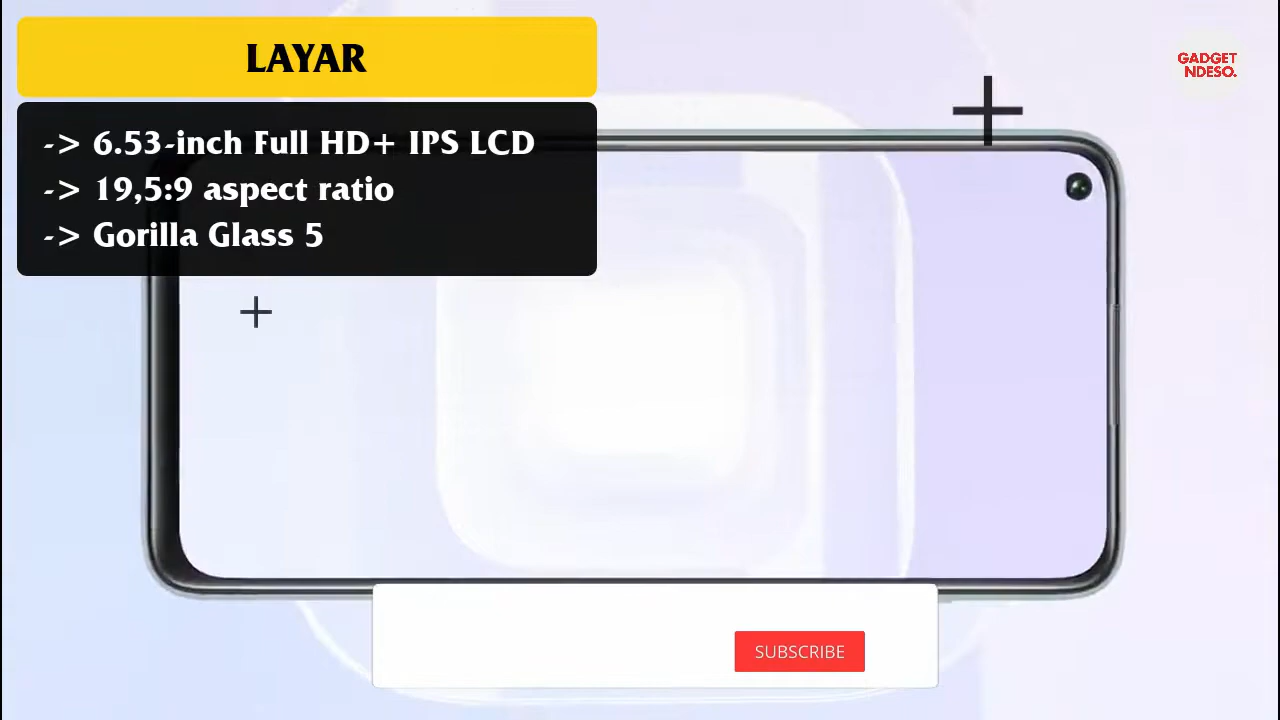 LAYAR
-> 6.53-inch Full HD+ IPS LCD
-> 19,5:9 aspect ratio
-> Gorilla Glass 5
GADGET
NDESO.
SUBSCRIBE